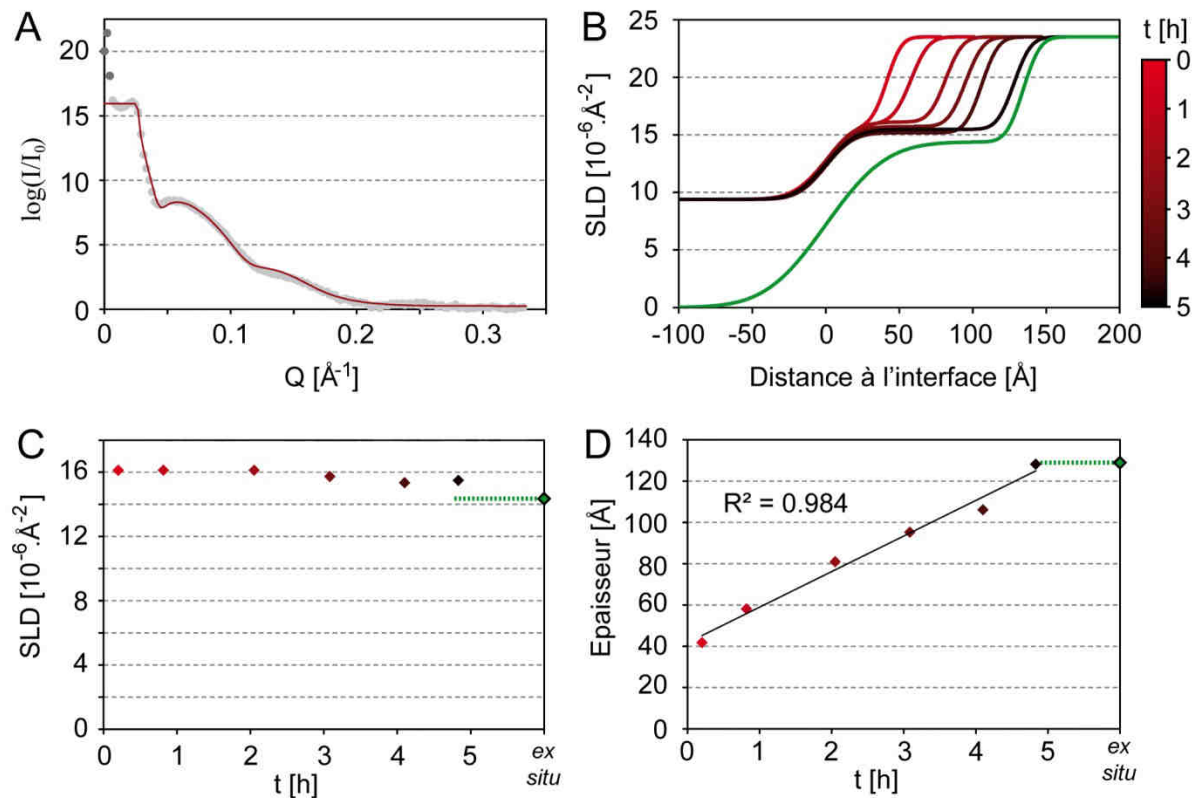 A
log(I/I₀)
20
15
10
5
0
0
0.1
0.2
0.3
Q [Å⁻¹]
B
SLD [10⁻⁶.Å⁻²]
25
20
15
10
5
0
-100
-50
0
50
100
150
200
Distance à l'interface [Å]
t [h]
0
1
2
3
4
5
C
SLD [10⁻⁶.Å⁻²]
16
12
8
4
0
0
1
2
3
4
5
ex
situ
t [h]
D
Epaisseur [Å]
140
120
100
80
60
40
20
0
R² = 0.984
0
1
2
3
4
5
ex
situ
t [h]